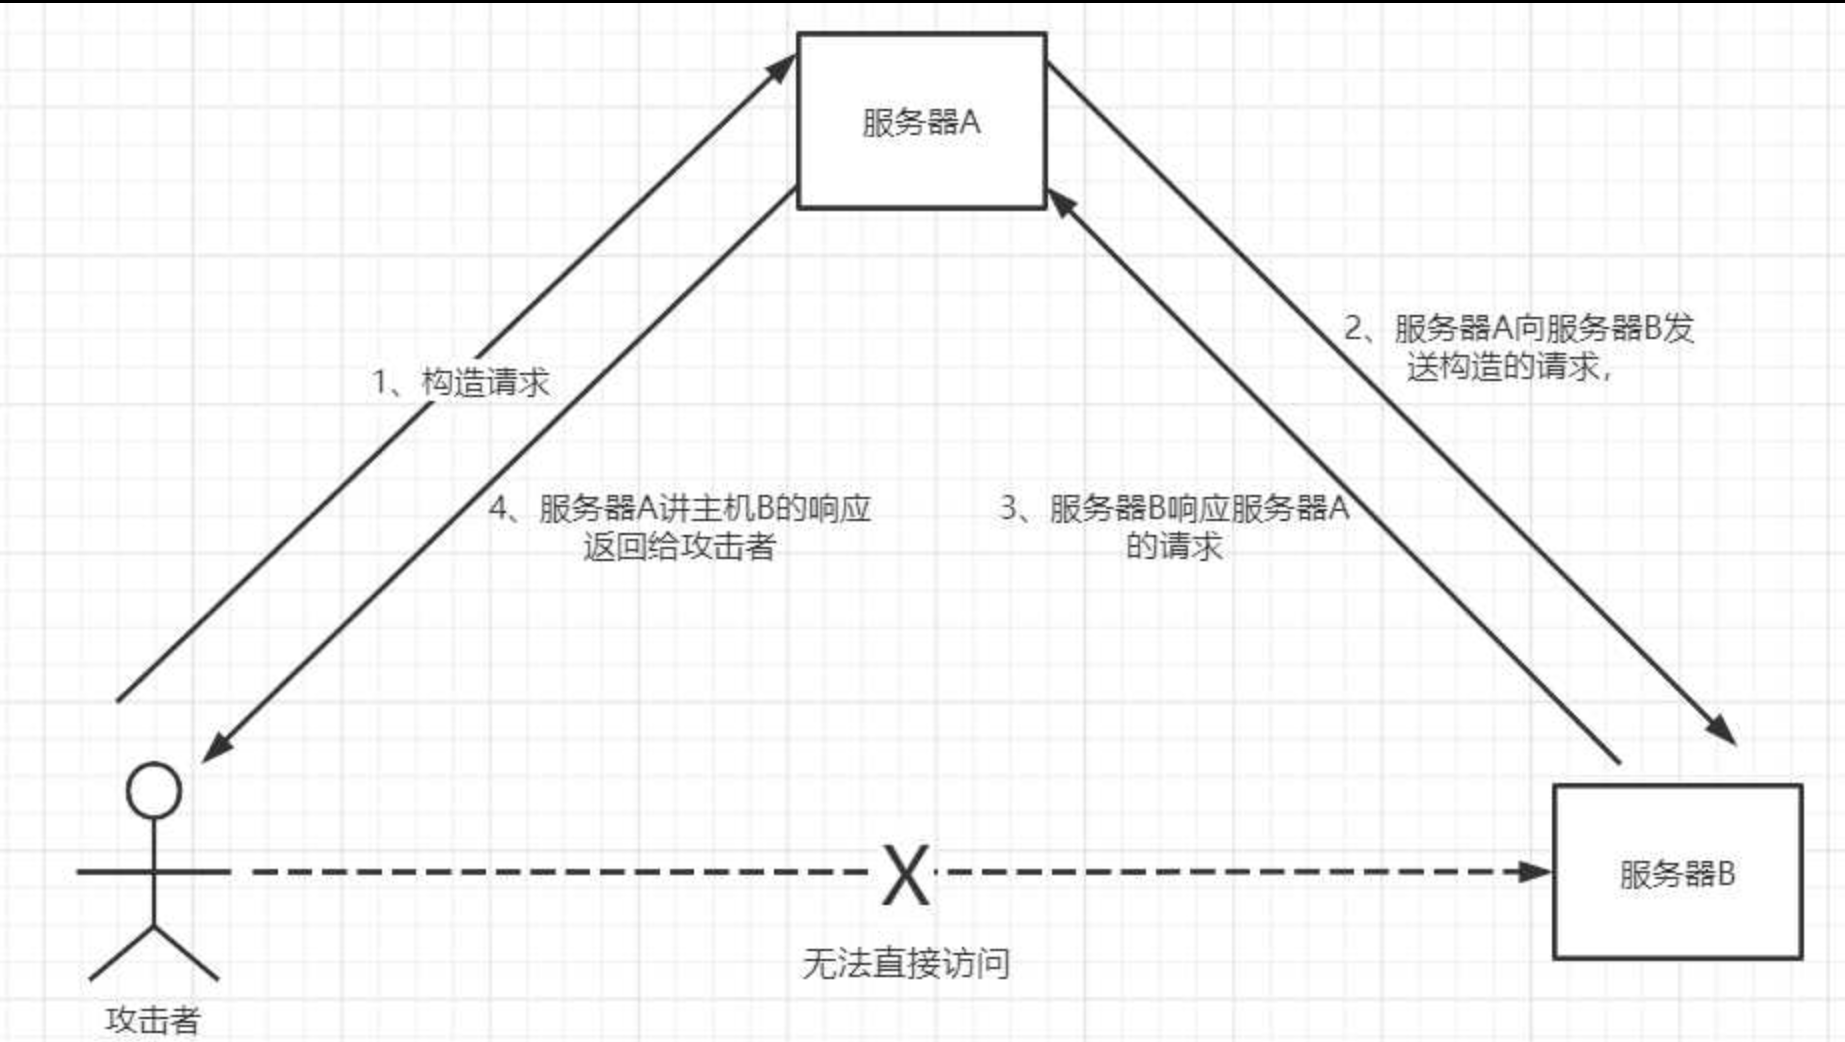 服务器A
1、构造请求
2、服务器A向服务器B发
送构造的请求,
4、服务器A讲主机B的响应
返回给攻击者
3、服务器B响应服务器A
的请求
X
服务器B
无法直接访问
攻击者